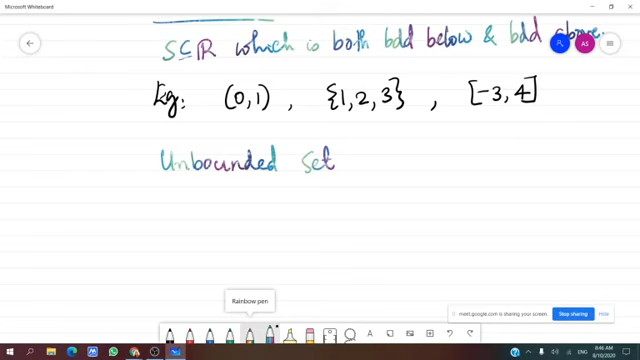 Microsoft Whiteboard
S⊆ℝ which is both bdd below & bdd above.
Eg: (0,1) , {1,2,3} , [-3,4]
Unbounded set
AS
Rainbow pen
meet.google.com is sharing your screen. Stop sharing Hide
ENG 6:46 AM
8/10/2020